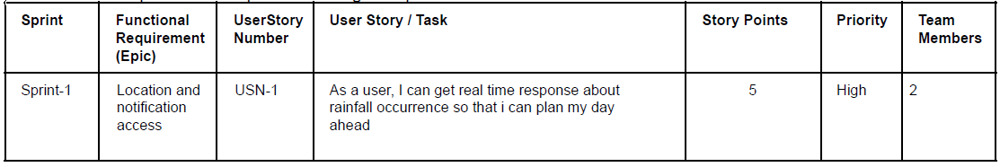 Sprint
Functional
Requirement
(Epic)
UserStory
Number
User Story / Task
Story Points
Priority
Team
Members
Sprint-1
Location and
notification
access
USN-1
As a user, I can get real time response about
rainfall occurrence so that i can plan my day
ahead
5
High
2